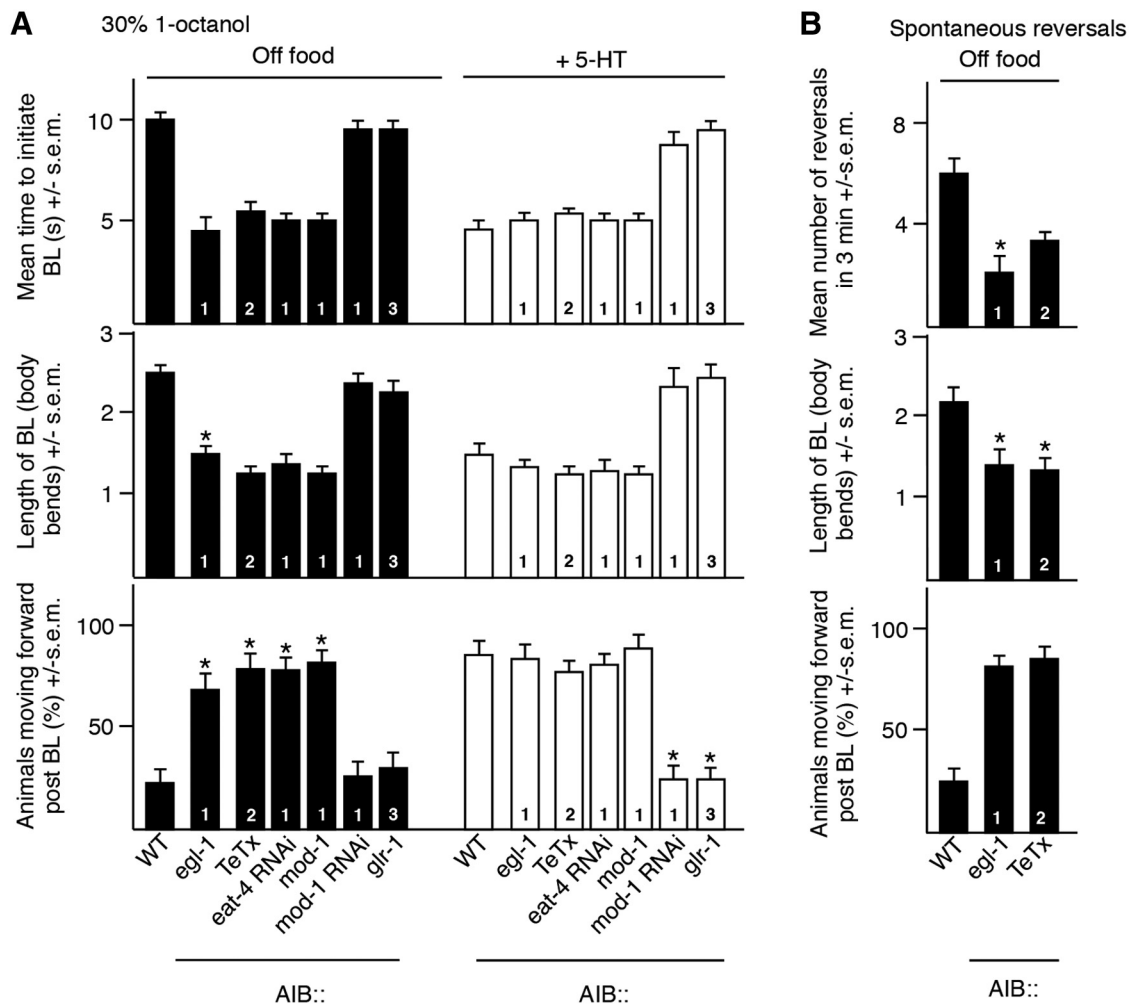 A
30% 1-octanol
Off food
+ 5-HT
Mean time to initiate
BL (s) +/- s.e.m.
10
5
1 2 1 1 1 3
1 2 1 1 1 3
Length of BL (body
bends) +/- s.e.m.
3
2
1
*
1 2 1 1 1 3
1 2 1 1 1 3
Animals moving forward
post BL (%) +/-s.e.m.
100
50
* * * *
* *
1 2 1 1 1 3
1 2 1 1 1 3
WT egl-1 TeTx eat-4 RNAi mod-1 mod-1 RNAi glr-1
WT egl-1 TeTx eat-4 RNAi mod-1 mod-1 RNAi glr-1
AIB::
AIB::
B
Spontaneous reversals
Off food
Mean number of reversals
in 3 min +/-s.e.m.
8
4
*
1 2
Length of BL (body
bends) +/- s.e.m.
3
2
1
* *
1 2
Animals moving forward
post BL (%) +/-s.e.m.
100
50
1 2
WT egl-1 TeTx
AIB::